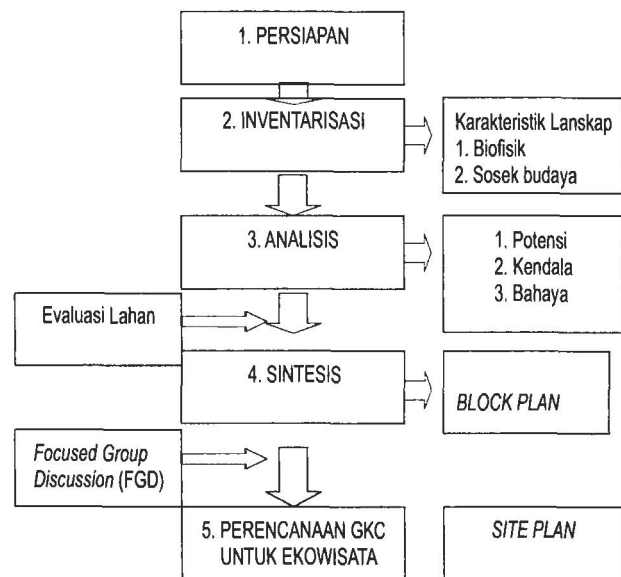 1. PERSIAPAN
2. INVENTARISASI
Karakteristik Lanskap
1. Biofisik
2. Sosek budaya
3. ANALISIS
1. Potensi
2. Kendala
3. Bahaya
Evaluasi Lahan
4. SINTESIS
BLOCK PLAN
Focused Group
Discussion (FGD)
5. PERENCANAAN GKC
UNTUK EKOWISATA
SITE PLAN